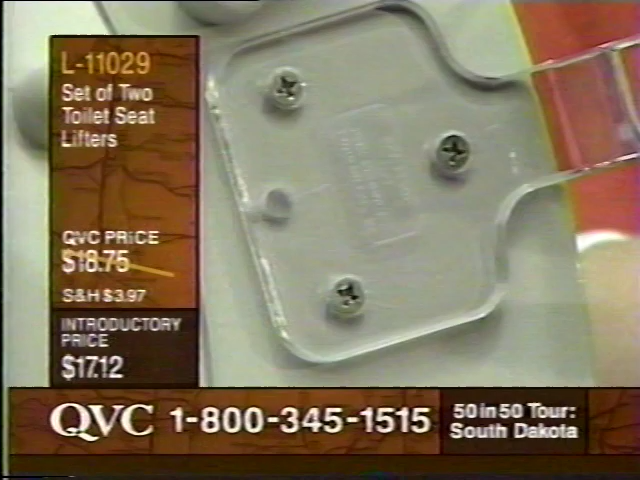 L-11029
Set of Two
Toilet Seat
Lifters
QVC PRICE
$18.75
S&H $3.97
INTRODUCTORY
PRICE
$17.12
QVC 1-800-345-1515
50 in 50 Tour:
South Dakota